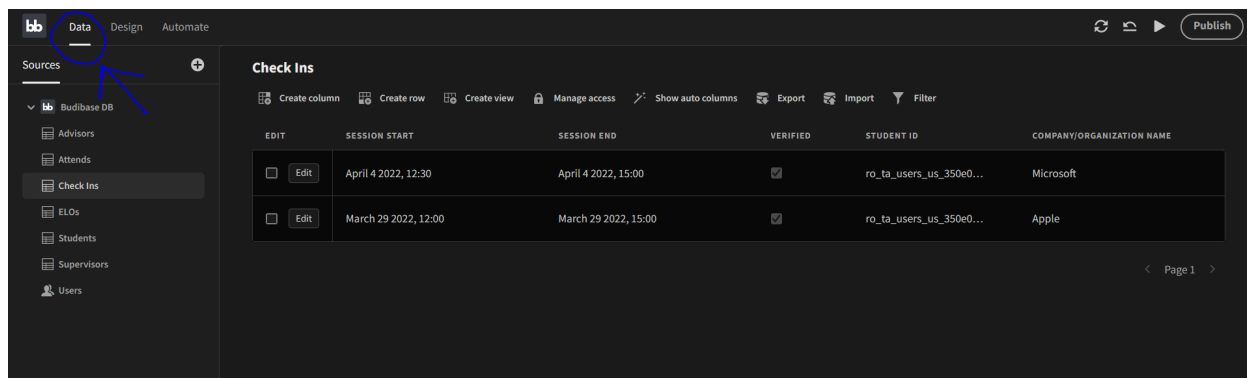 bb Data Design Automate Publish
Sources
Check Ins
bb Budibase DB
Create column Create row Create view Manage access Show auto columns Export Import Filter
Advisors
EDIT SESSION START SESSION END VERIFIED STUDENT ID COMPANY/ORGANIZATION NAME
Attends
Edit April 4 2022, 12:30 April 4 2022, 15:00 ro_ta_users_us_350e0... Microsoft
Check Ins
ELOs
Edit March 29 2022, 12:00 March 29 2022, 15:00 ro_ta_users_us_350e0... Apple
Students
Supervisors
Page 1
Users